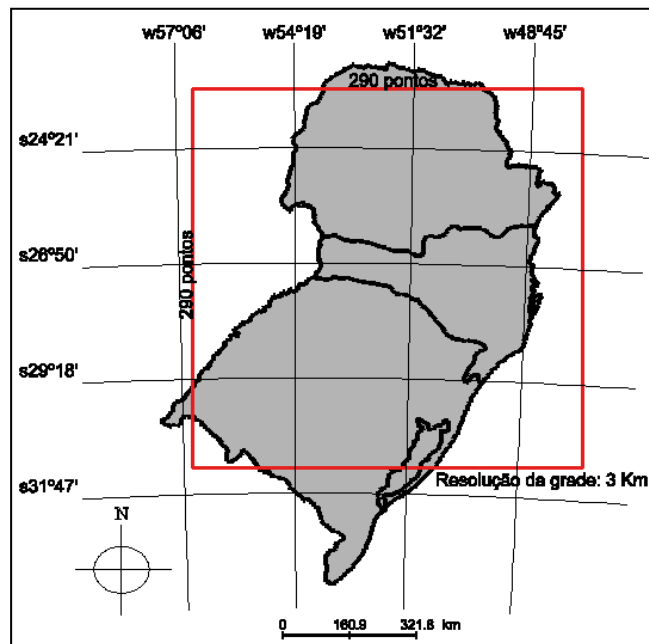 w57º06' w54º19' w51º32' w48º45'
290 pontos
s24º21'
s26º50'
290 pontos
s29º18'
s31º47'
Resolução da grade: 3 Km
N
0 160.9 321.8 km